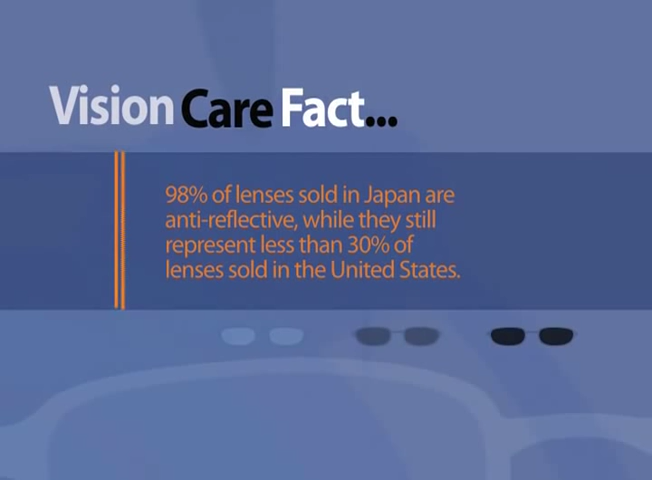 Vision Care Fact...
98% of lenses sold in Japan are
anti-reflective, while they still
represent less than 30% of
lenses sold in the United States.